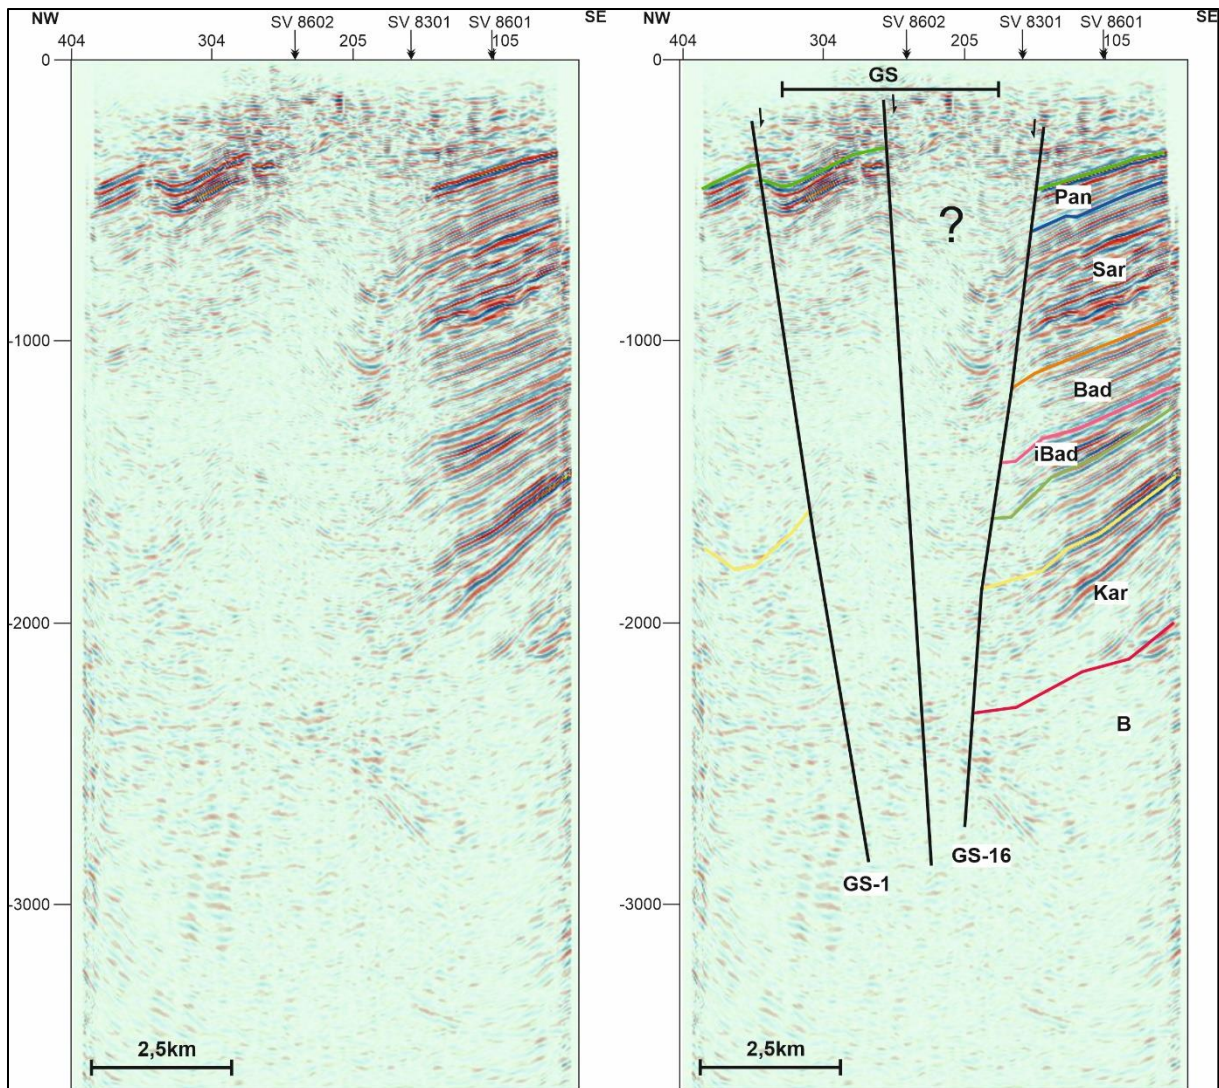 NW SV 8602 SV 8301 SV 8601 SE
404 304 205 105
0
-1000
-2000
-3000
2,5km
NW SV 8602 SV 8301 SV 8601 SE
404 304 205 105
0
GS
Pan
?
Sar
-1000
Bad
iBad
Kar
-2000
B
GS-16
GS-1
-3000
2,5km